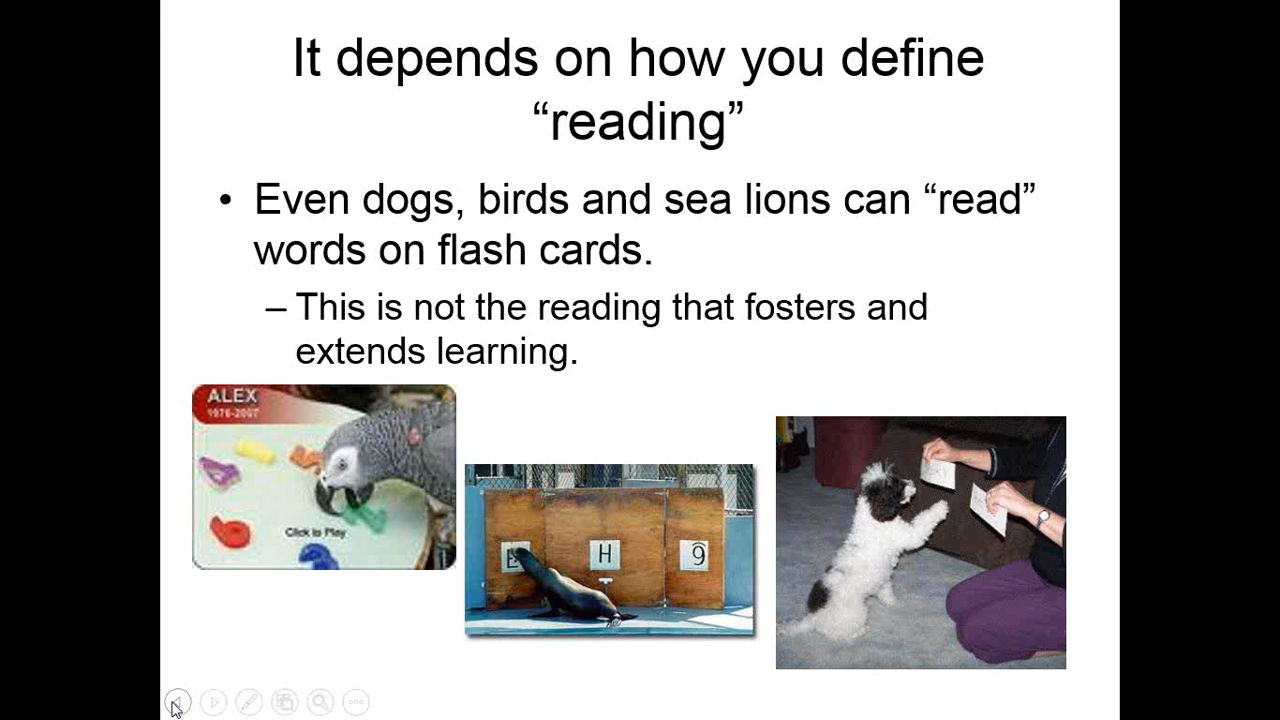 It depends on how you define
“reading”
• Even dogs, birds and sea lions can “read”
words on flash cards.
– This is not the reading that fosters and
extends learning.
ALEX
1976-2007
Click to Play
E
H
9